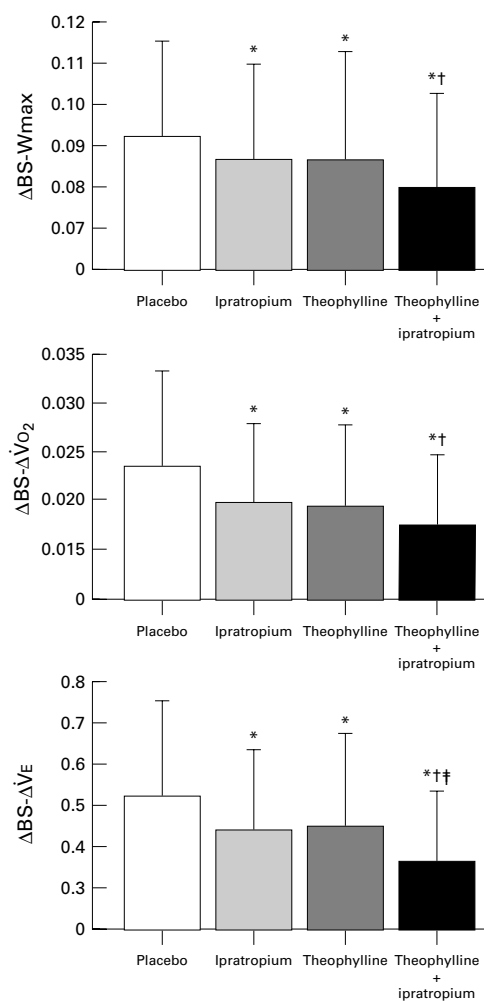 0.12
0.11
0.10
0.09
0.08
0.07
0
ΔBS-Wmax
*
*
*†
Placebo
Ipratropium
Theophylline
Theophylline
+
ipratropium
0.035
0.030
0.025
0.020
0.015
0
ΔBS-ΔV̇O₂
*
*
*†
Placebo
Ipratropium
Theophylline
Theophylline
+
ipratropium
0.8
0.7
0.6
0.5
0.4
0.3
0
ΔBS-ΔV̇E
*
*
*†‡
Placebo
Ipratropium
Theophylline
Theophylline
+
ipratropium